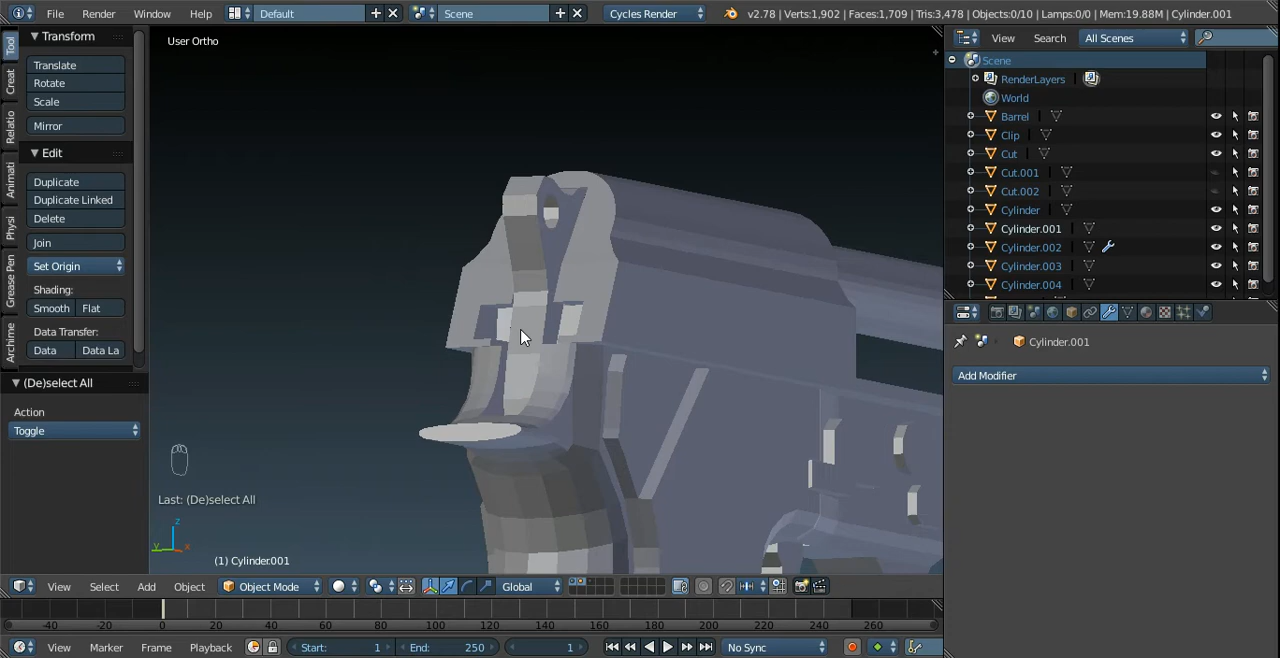 File Render Window Help Default Scene Cycles Render v2.78 | Verts:1,902 | Faces:1,709 | Tris:3,478 | Objects:0/10 | Lamps:0/0 | Mem:19.88M | Cylinder.001
Tool
Creat
Relatio
Animati
Physi
Grease Pen
Archime
Transform
Translate
Rotate
Scale
Mirror
Edit
Duplicate
Duplicate Linked
Delete
Join
Set Origin
Shading:
Smooth Flat
Data Transfer:
Data Data La
(De)select All
Action
Toggle
User Ortho
Last: (De)select All
z
y x
(1) Cylinder.001
View Select Add Object Object Mode Global
-40 -20 0 20 40 60 80 100 120 140 160 180 200 220 240 260
View Marker Frame Playback Start: 1 End: 250 1 No Sync
View Search All Scenes
Scene
RenderLayers
World
Barrel
Clip
Cut
Cut.001
Cut.002
Cylinder
Cylinder.001
Cylinder.002
Cylinder.003
Cylinder.004
Cylinder.001
Add Modifier